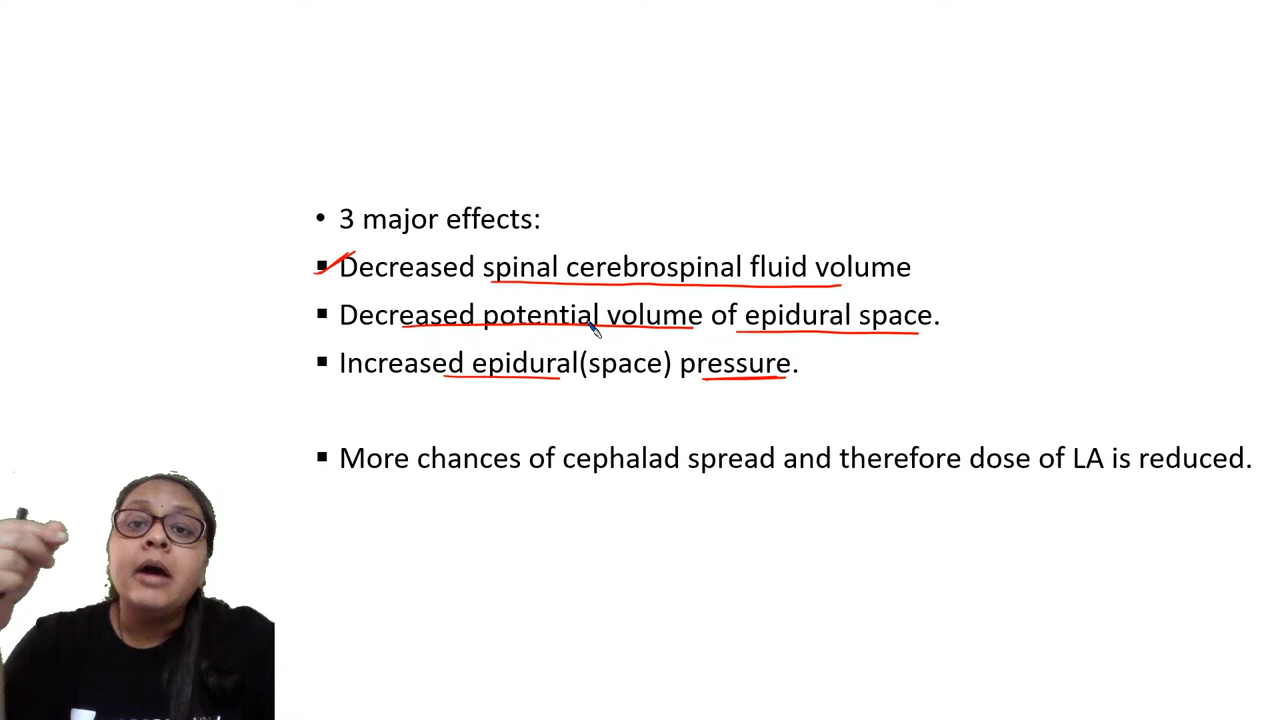 • 3 major effects:
▪ Decreased spinal cerebrospinal fluid volume
▪ Decreased potential volume of epidural space.
▪ Increased epidural(space) pressure.
▪ More chances of cephalad spread and therefore dose of LA is reduced.